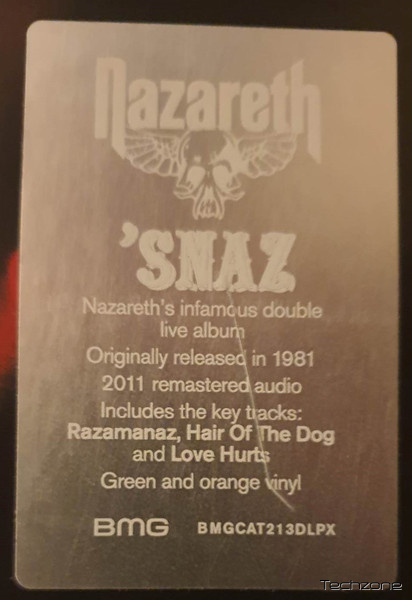 Nazareth
'SNAZ
Nazareth's infamous double
live album
Originally released in 1981
2011 remastered audio
Includes the key tracks:
Razamanaz, Hair Of The Dog
and Love Hurts
Green and orange vinyl
BMG BMGCAT213DLPX
Techzone